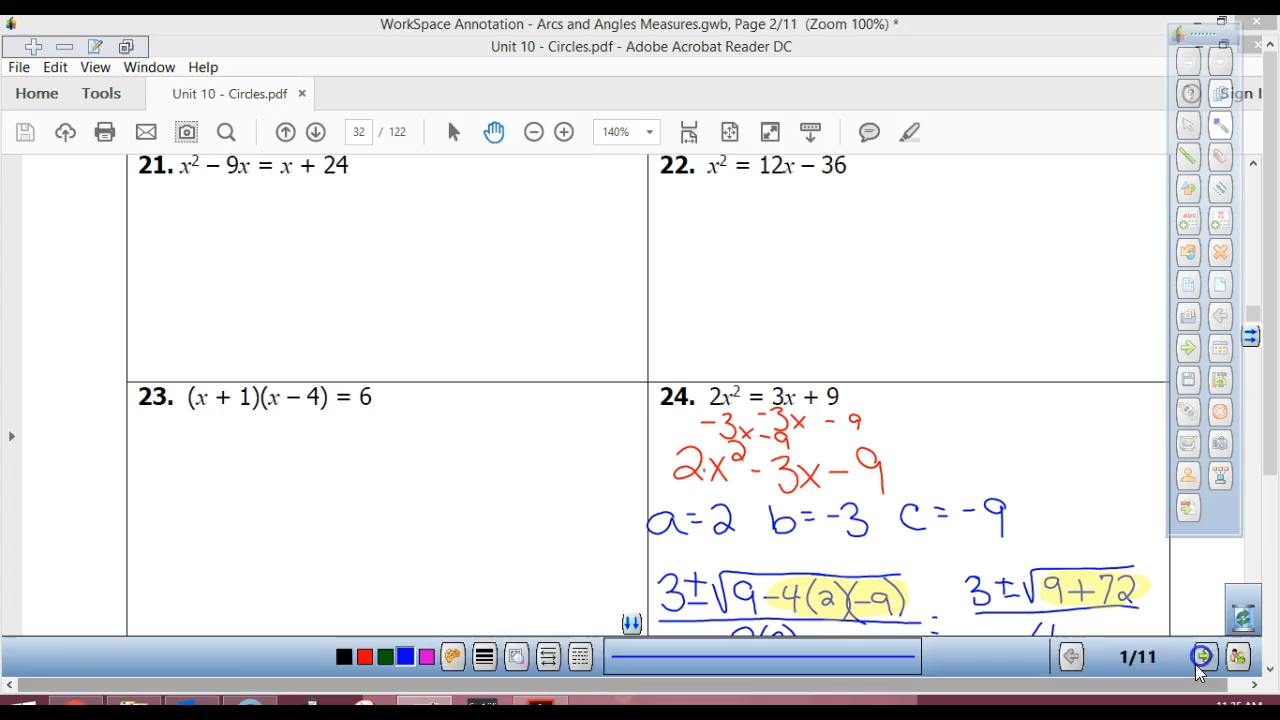 WorkSpace Annotation - Arcs and Angles Measures.gwb, Page 2/11 (Zoom 100%) *
Unit 10 - Circles.pdf - Adobe Acrobat Reader DC
File Edit View Window Help
Home Tools Unit 10 - Circles.pdf × Sign I
32 / 122 140%
21. x² − 9x = x + 24
22. x² = 12x − 36
23. (x + 1)(x − 4) = 6
24. 2x² = 3x + 9
-3x -3x - 9
-9
2x² - 3x - 9
a = 2 b = -3 c = -9
3 ± √9 - 4(2)(-9) = 3 ± √9 + 72
1/11